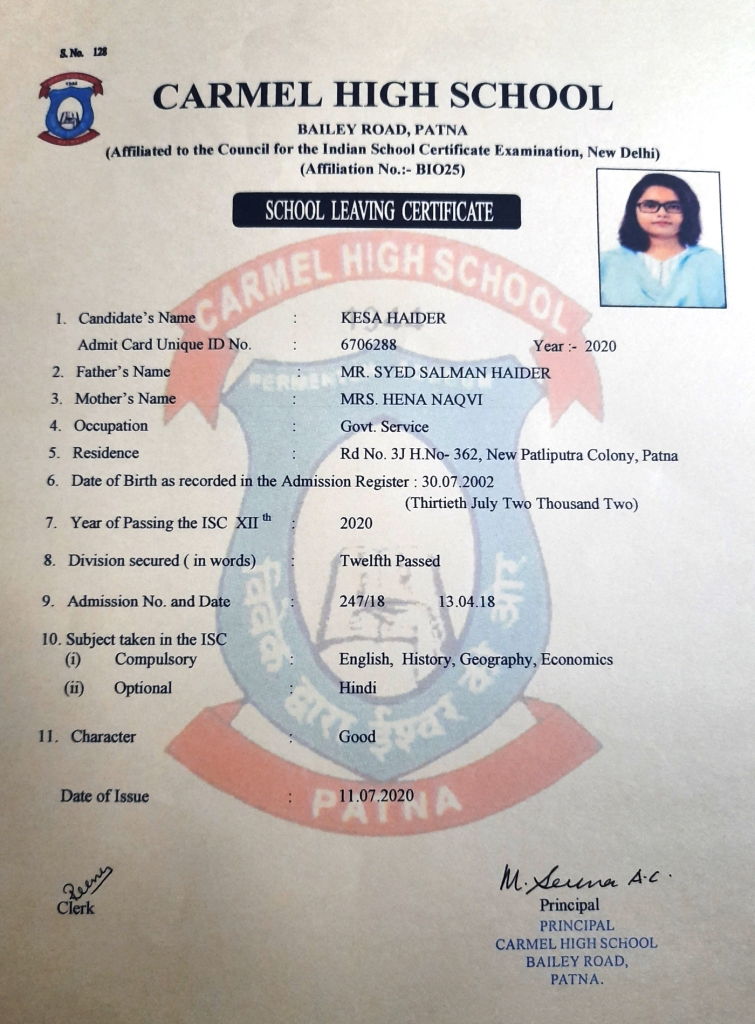 S. No. 128
CARMEL HIGH SCHOOL
BAILEY ROAD, PATNA
(Affiliated to the Council for the Indian School Certificate Examination, New Delhi)
(Affiliation No.:- BIO25)
SCHOOL LEAVING CERTIFICATE
CARMEL HIGH SCHOOL
1944
1. Candidate's Name : KESA HAIDER
Admit Card Unique ID No. : 6706288 Year :- 2020
2. Father's Name : MR. SYED SALMAN HAIDER
3. Mother's Name : MRS. HENA NAQVI
4. Occupation : Govt. Service
5. Residence : Rd No. 3J H.No- 362, New Patliputra Colony, Patna
6. Date of Birth as recorded in the Admission Register : 30.07.2002
(Thirtieth July Two Thousand Two)
7. Year of Passing the ISC XII th : 2020
8. Division secured ( in words) : Twelfth Passed
9. Admission No. and Date : 247/18 13.04.18
10. Subject taken in the ISC
(i) Compulsory : English, History, Geography, Economics
(ii) Optional : Hindi
विवेक द्वारा ईश्वर की ओर
11. Character : Good
Date of Issue : 11.07.2020
PATNA
Clerk
M. Seema A.C.
Principal
PRINCIPAL
CARMEL HIGH SCHOOL
BAILEY ROAD,
PATNA.